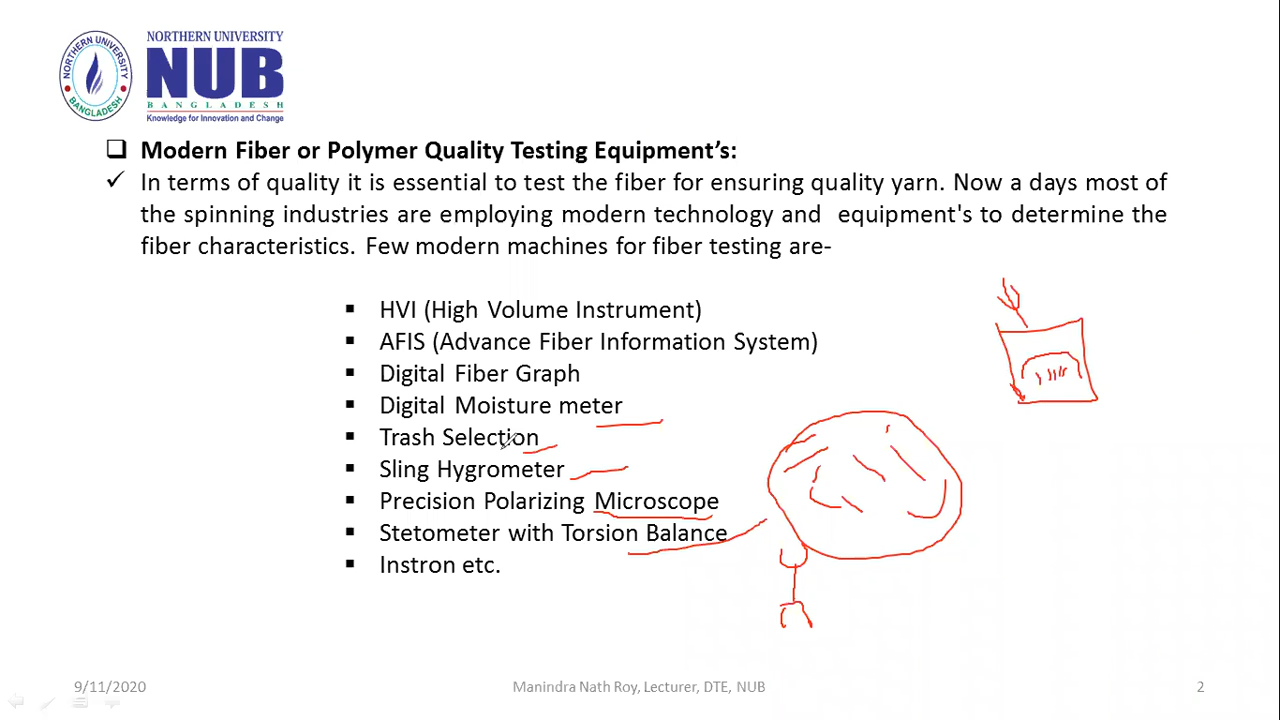 NORTHERN UNIVERSITY
BANGLADESH
NORTHERN UNIVERSITY
NUB
BANGLADESH
Knowledge for Innovation and Change
Modern Fiber or Polymer Quality Testing Equipment’s:
In terms of quality it is essential to test the fiber for ensuring quality yarn. Now a days most of
the spinning industries are employing modern technology and equipment's to determine the
fiber characteristics. Few modern machines for fiber testing are-
HVI (High Volume Instrument)
AFIS (Advance Fiber Information System)
Digital Fiber Graph
Digital Moisture meter
Trash Selection
Sling Hygrometer
Precision Polarizing Microscope
Stetometer with Torsion Balance
Instron etc.
9/11/2020
Manindra Nath Roy, Lecturer, DTE, NUB
2